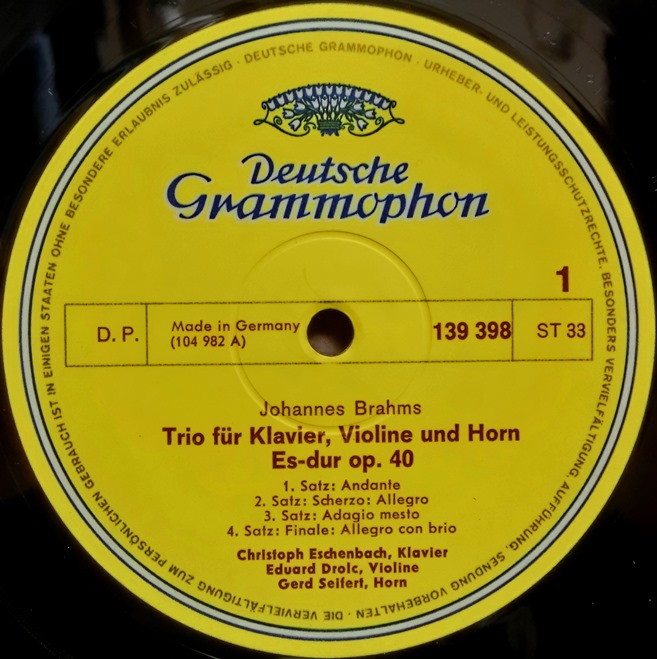 DEUTSCHE GRAMMOPHON · URHEBER- UND LEISTUNGSSCHUTZRECHTE, BESONDERS VERVIELFÄLTIGUNG, AUFFÜHRUNG, SENDUNG VORBEHALTEN · DIE VERVIELFÄLTIGUNG ZUM PERSÖNLICHEN GEBRAUCH IST IN EINIGEN STAATEN OHNE BESONDERE ERLAUBNIS ZULÄSSIG ·
Deutsche
Grammophon
1
D. P.
Made in Germany
(104 982 A)
139 398
ST 33
Johannes Brahms
Trio für Klavier, Violine und Horn
Es-dur op. 40
1. Satz: Andante
2. Satz: Scherzo: Allegro
3. Satz: Adagio mesto
4. Satz: Finale: Allegro con brio
Christoph Eschenbach, Klavier
Eduard Drolc, Violine
Gerd Seifert, Horn